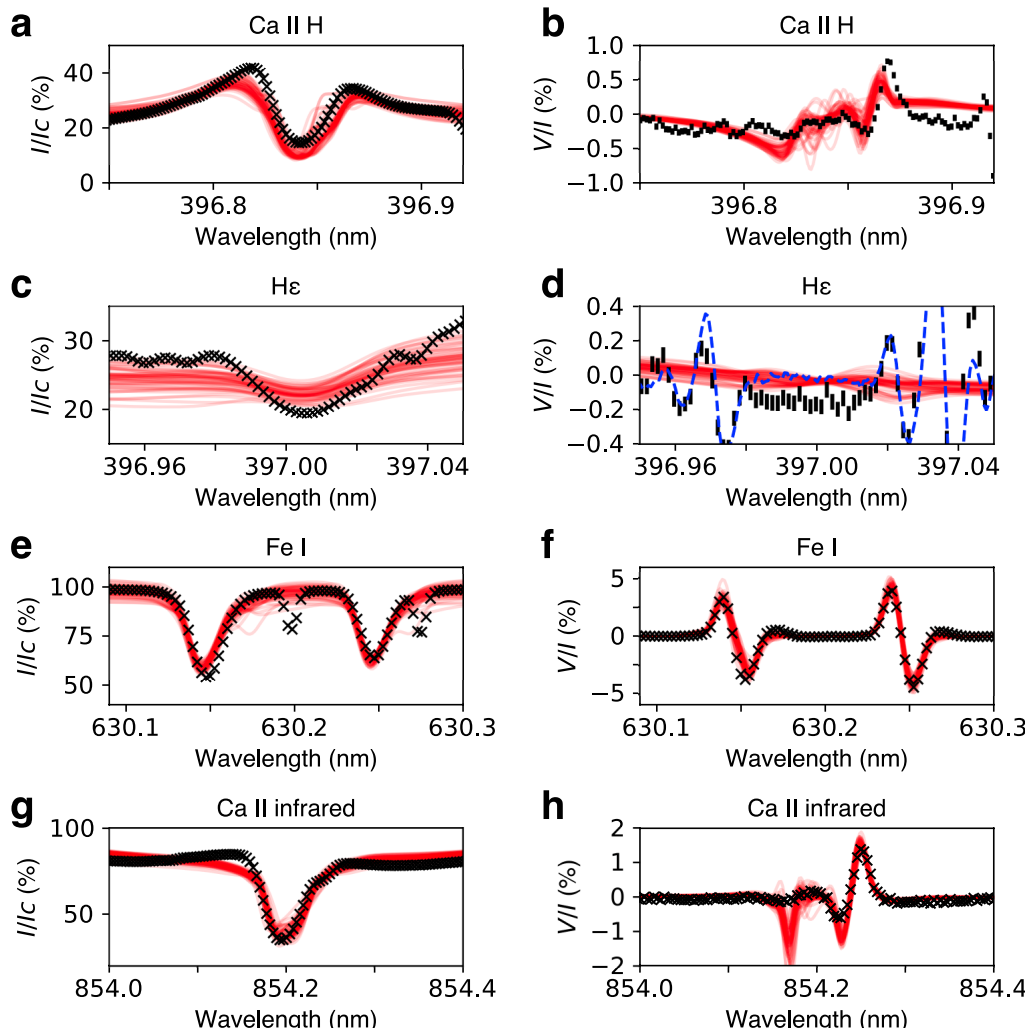 a
Ca II H
I/Ic (%)
40
20
0
396.8
396.9
Wavelength (nm)
b
Ca II H
V/I (%)
1.0
0.5
0.0
−0.5
−1.0
396.8
396.9
Wavelength (nm)
c
Hε
I/Ic (%)
30
20
396.96
397.00
397.04
Wavelength (nm)
d
Hε
V/I (%)
0.4
0.2
0.0
−0.2
−0.4
396.96
397.00
397.04
Wavelength (nm)
e
Fe I
I/Ic (%)
100
75
50
630.1
630.2
630.3
Wavelength (nm)
f
Fe I
V/I (%)
5
0
−5
630.1
630.2
630.3
Wavelength (nm)
g
Ca II infrared
I/Ic (%)
100
50
854.0
854.2
854.4
Wavelength (nm)
h
Ca II infrared
V/I (%)
2
1
0
−1
−2
854.0
854.2
854.4
Wavelength (nm)